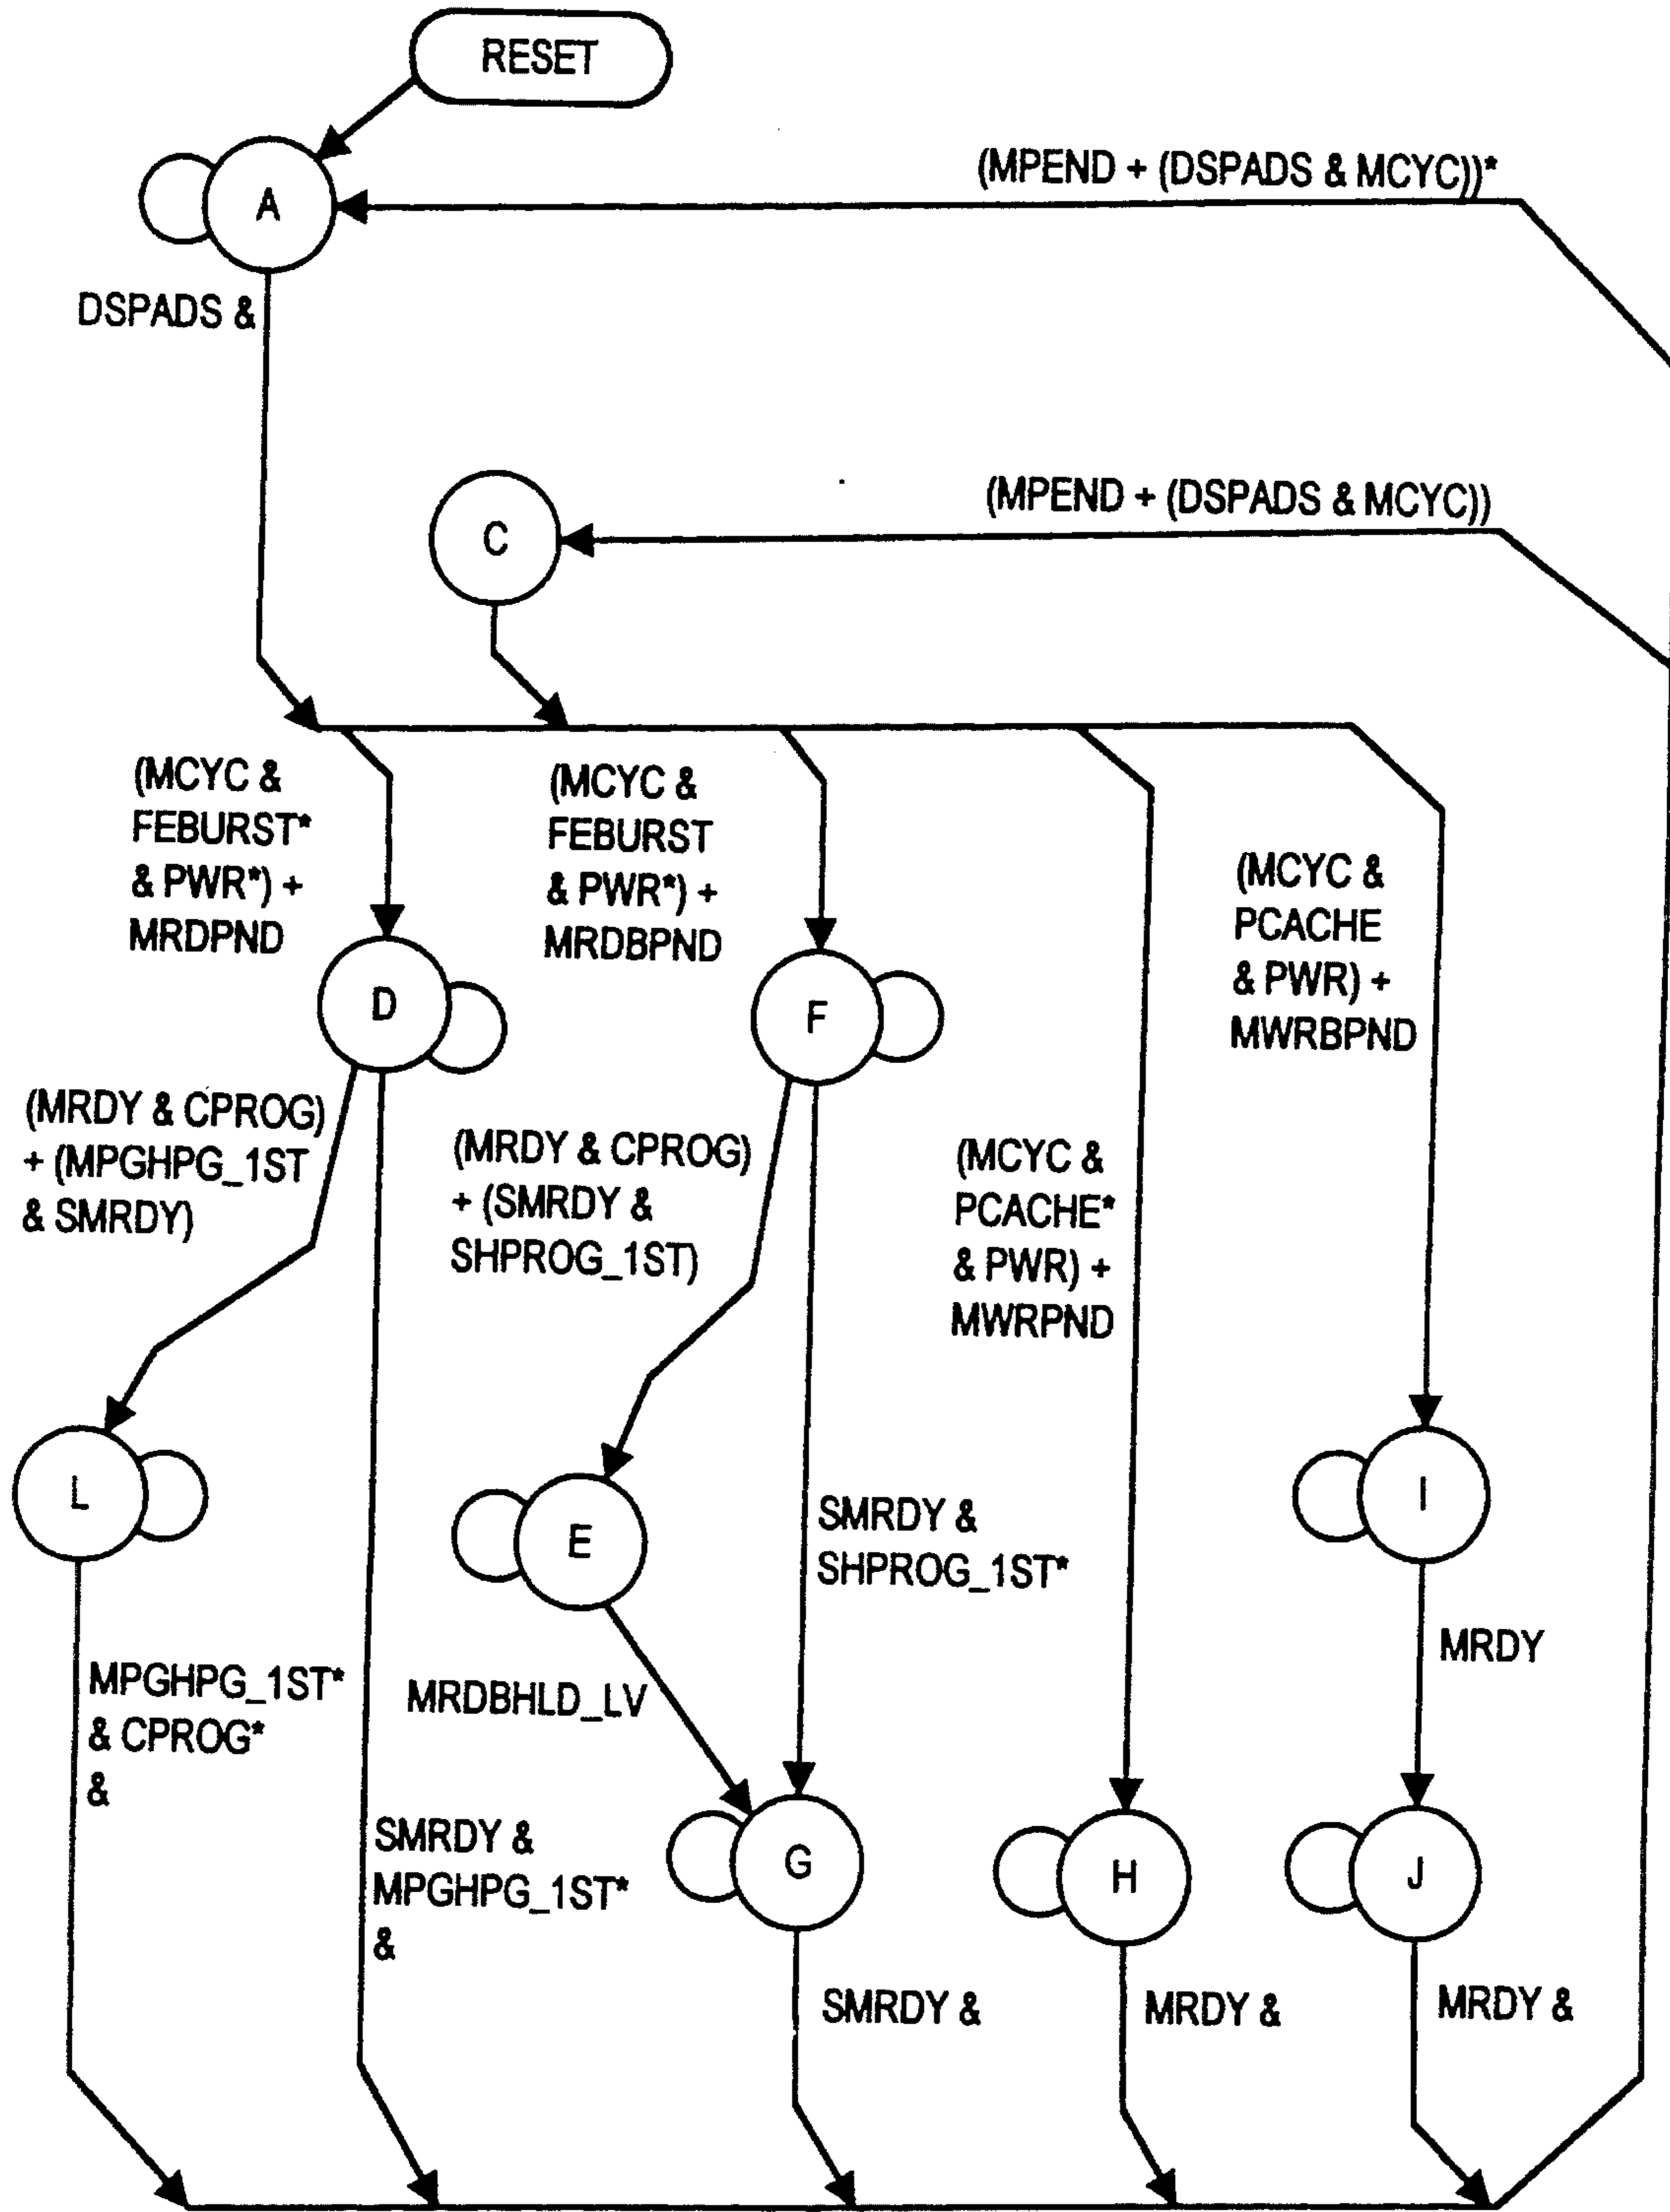 RESET
(MPEND + (DSPADS & MCYC))*
A
DSPADS &
(MPEND + (DSPADS & MCYC))
C
(MCYC &
FEBURST*
& PWR*) +
MRDPND
(MCYC &
FEBURST
& PWR*) +
MRDBPND
(MCYC &
PCACHE
& PWR) +
MWRBPND
D
F
(MRDY & CPROG)
+ (MPGHPG_1ST
& SMRDY)
(MRDY & CPROG)
+ (SMRDY &
SHPROG_1ST)
(MCYC &
PCACHE*
& PWR) +
MWRPND
L
E
SMRDY &
SHPROG_1ST*
I
MRDY
MPGHPG_1ST*
& CPROG*
&
MRDBHLD_LV
SMRDY &
MPGHPG_1ST*
&
G
H
J
SMRDY &
MRDY &
MRDY &